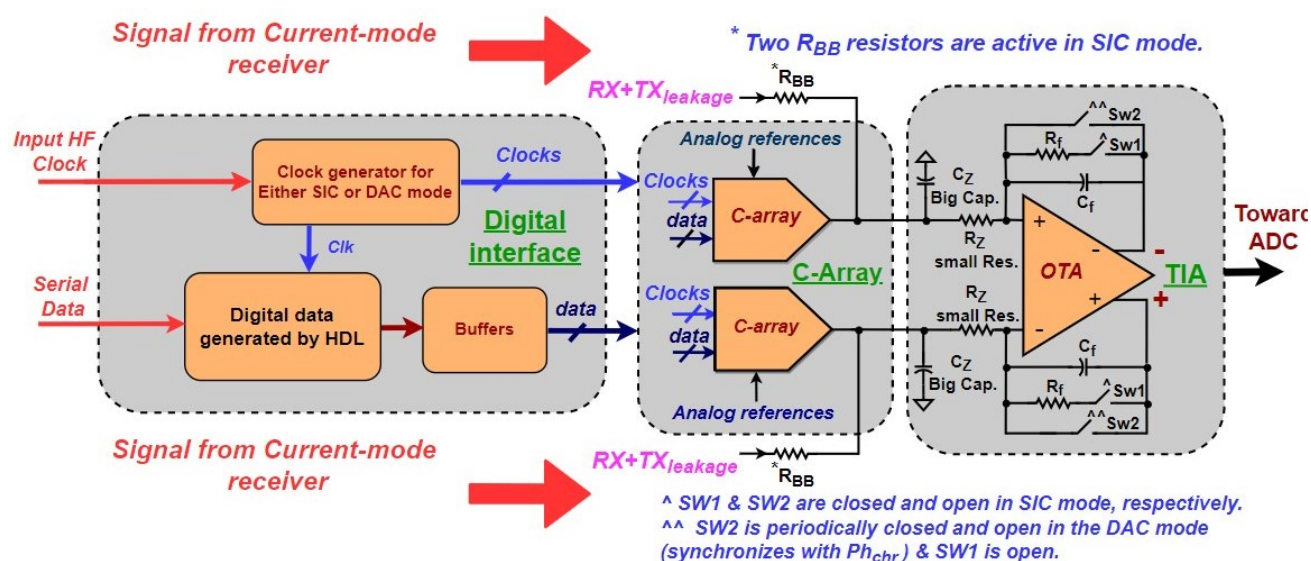 Signal from Current-mode
receiver
* Two RBB resistors are active in SIC mode.
RX+TXleakage
*RBB
Input HF
Clock
Clock generator for
Either SIC or DAC mode
Clocks
Clk
Digital
interface
Serial
Data
Digital data
generated by HDL
Buffers
data
Analog references
Clocks
data
C-array
C-Array
Clocks
data
C-array
Analog references
CZ
Big Cap.
RZ
small Res.
RZ
small Res.
CZ
Big Cap.
^^ Sw2
Rf
^ Sw1
Cf
+
-
OTA
+
-
-
+
TIA
Cf
Rf
^ Sw1
^^ Sw2
Toward
ADC
Signal from Current-mode
receiver
RX+TXleakage
*RBB
^ SW1 & SW2 are closed and open in SIC mode, respectively.
^^ SW2 is periodically closed and open in the DAC mode
(synchronizes with Phchr ) & SW1 is open.